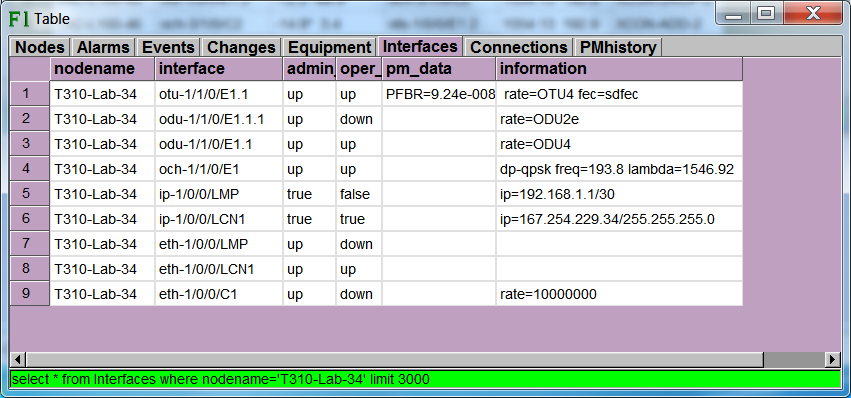 F1 Table
Nodes Alarms Events Changes Equipment Interfaces Connections PMhistory
nodename interface admin_ oper_ pm_data information
1 T310-Lab-34 otu-1/1/0/E1.1 up up PFBR=9.24e-008 rate=OTU4 fec=sdfec
2 T310-Lab-34 odu-1/1/0/E1.1.1 up down rate=ODU2e
3 T310-Lab-34 odu-1/1/0/E1.1 up up rate=ODU4
4 T310-Lab-34 och-1/1/0/E1 up up dp-qpsk freq=193.8 lambda=1546.92
5 T310-Lab-34 ip-1/0/0/LMP true false ip=192.168.1.1/30
6 T310-Lab-34 ip-1/0/0/LCN1 true true ip=167.254.229.34/255.255.255.0
7 T310-Lab-34 eth-1/0/0/LMP up down
8 T310-Lab-34 eth-1/0/0/LCN1 up up
9 T310-Lab-34 eth-1/0/0/C1 up down rate=10000000
select * from Interfaces where nodename='T310-Lab-34' limit 3000